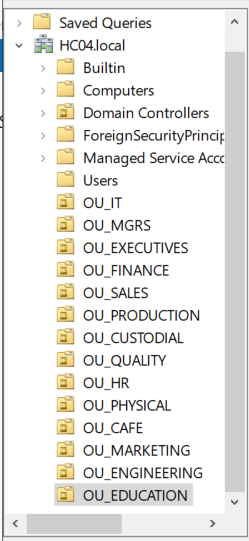 Saved Queries
HC04.local
Builtin
Computers
Domain Controllers
ForeignSecurityPrincip
Managed Service Acco
Users
OU_IT
OU_MGRS
OU_EXECUTIVES
OU_FINANCE
OU_SALES
OU_PRODUCTION
OU_CUSTODIAL
OU_QUALITY
OU_HR
OU_PHYSICAL
OU_CAFE
OU_MARKETING
OU_ENGINEERING
OU_EDUCATION